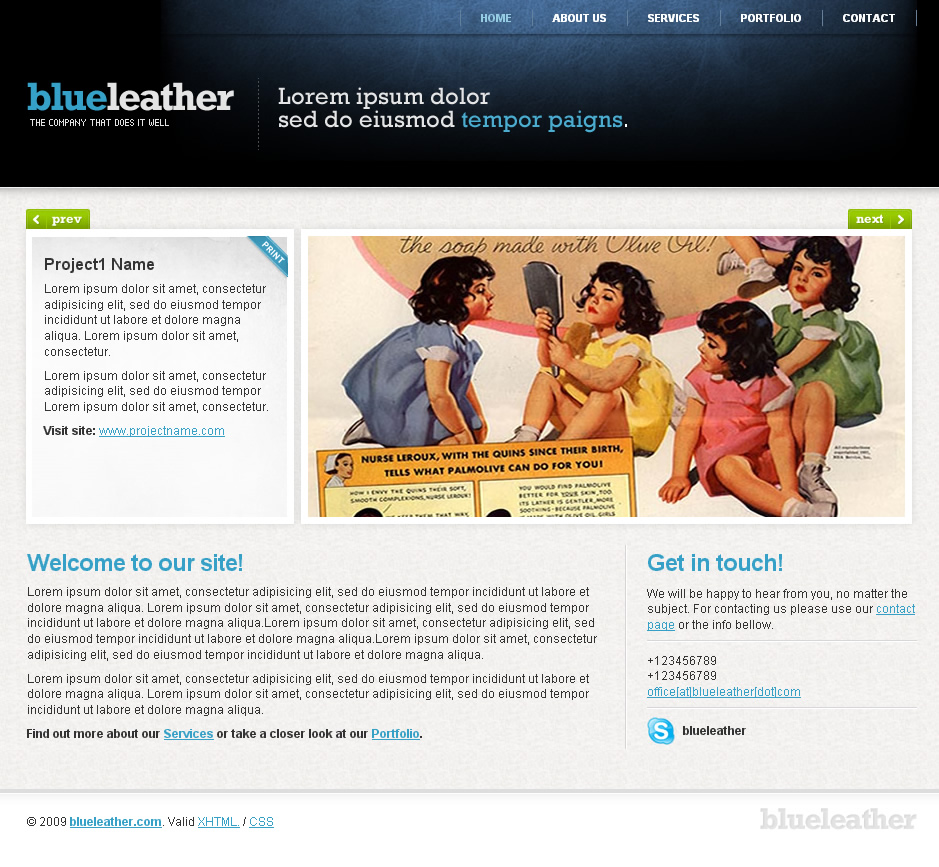 HOME ABOUT US SERVICES PORTFOLIO CONTACT
blueleather
THE COMPANY THAT DOES IT WELL
Lorem ipsum dolor
sed do eiusmod tempor paigns.
prev
next
PRINT
Project1 Name
Lorem ipsum dolor sit amet, consectetur
adipisicing elit, sed do eiusmod tempor
incididunt ut labore et dolore magna
aliqua. Lorem ipsum dolor sit amet,
consectetur.
Lorem ipsum dolor sit amet, consectetur
adipisicing elit, sed do eiusmod tempor
Lorem ipsum dolor sit amet, consectetur.
Visit site: www.projectname.com
the soap made with Olive Oil!
All reproductions
copyright 1937,
NEA Service, Inc.
NURSE LEROUX, WITH THE QUINS SINCE THEIR BIRTH,
TELLS WHAT PALMOLIVE CAN DO FOR YOU!
HOW I ENVY THE QUINS THEIR SOFT,
SMOOTH COMPLEXIONS, NURSE LEROUX!
YOU WOULD FIND PALMOLIVE
BETTER FOR YOUR SKIN, TOO.
ITS LATHER IS GENTLER, MORE
SOOTHING-BECAUSE PALMOLIVE
IS MADE WITH OLIVE OIL. GIRLS
KEEP THEM THAT WAY,
Welcome to our site!
Lorem ipsum dolor sit amet, consectetur adipisicing elit, sed do eiusmod tempor incididunt ut labore et
dolore magna aliqua. Lorem ipsum dolor sit amet, consectetur adipisicing elit, sed do eiusmod tempor
incididunt ut labore et dolore magna aliqua.Lorem ipsum dolor sit amet, consectetur adipisicing elit, sed
do eiusmod tempor incididunt ut labore et dolore magna aliqua.Lorem ipsum dolor sit amet, consectetur
adipisicing elit, sed do eiusmod tempor incididunt ut labore et dolore magna aliqua.
Lorem ipsum dolor sit amet, consectetur adipisicing elit, sed do eiusmod tempor incididunt ut labore et
dolore magna aliqua. Lorem ipsum dolor sit amet, consectetur adipisicing elit, sed do eiusmod tempor
incididunt ut labore et dolore magna aliqua.
Find out more about our Services or take a closer look at our Portfolio.
Get in touch!
We will be happy to hear from you, no matter the
subject. For contacting us please use our contact
page or the info bellow.
+123456789
+123456789
office[at]blueleather[dot]com
blueleather
© 2009 blueleather.com. Valid XHTML. / CSS
blueleather